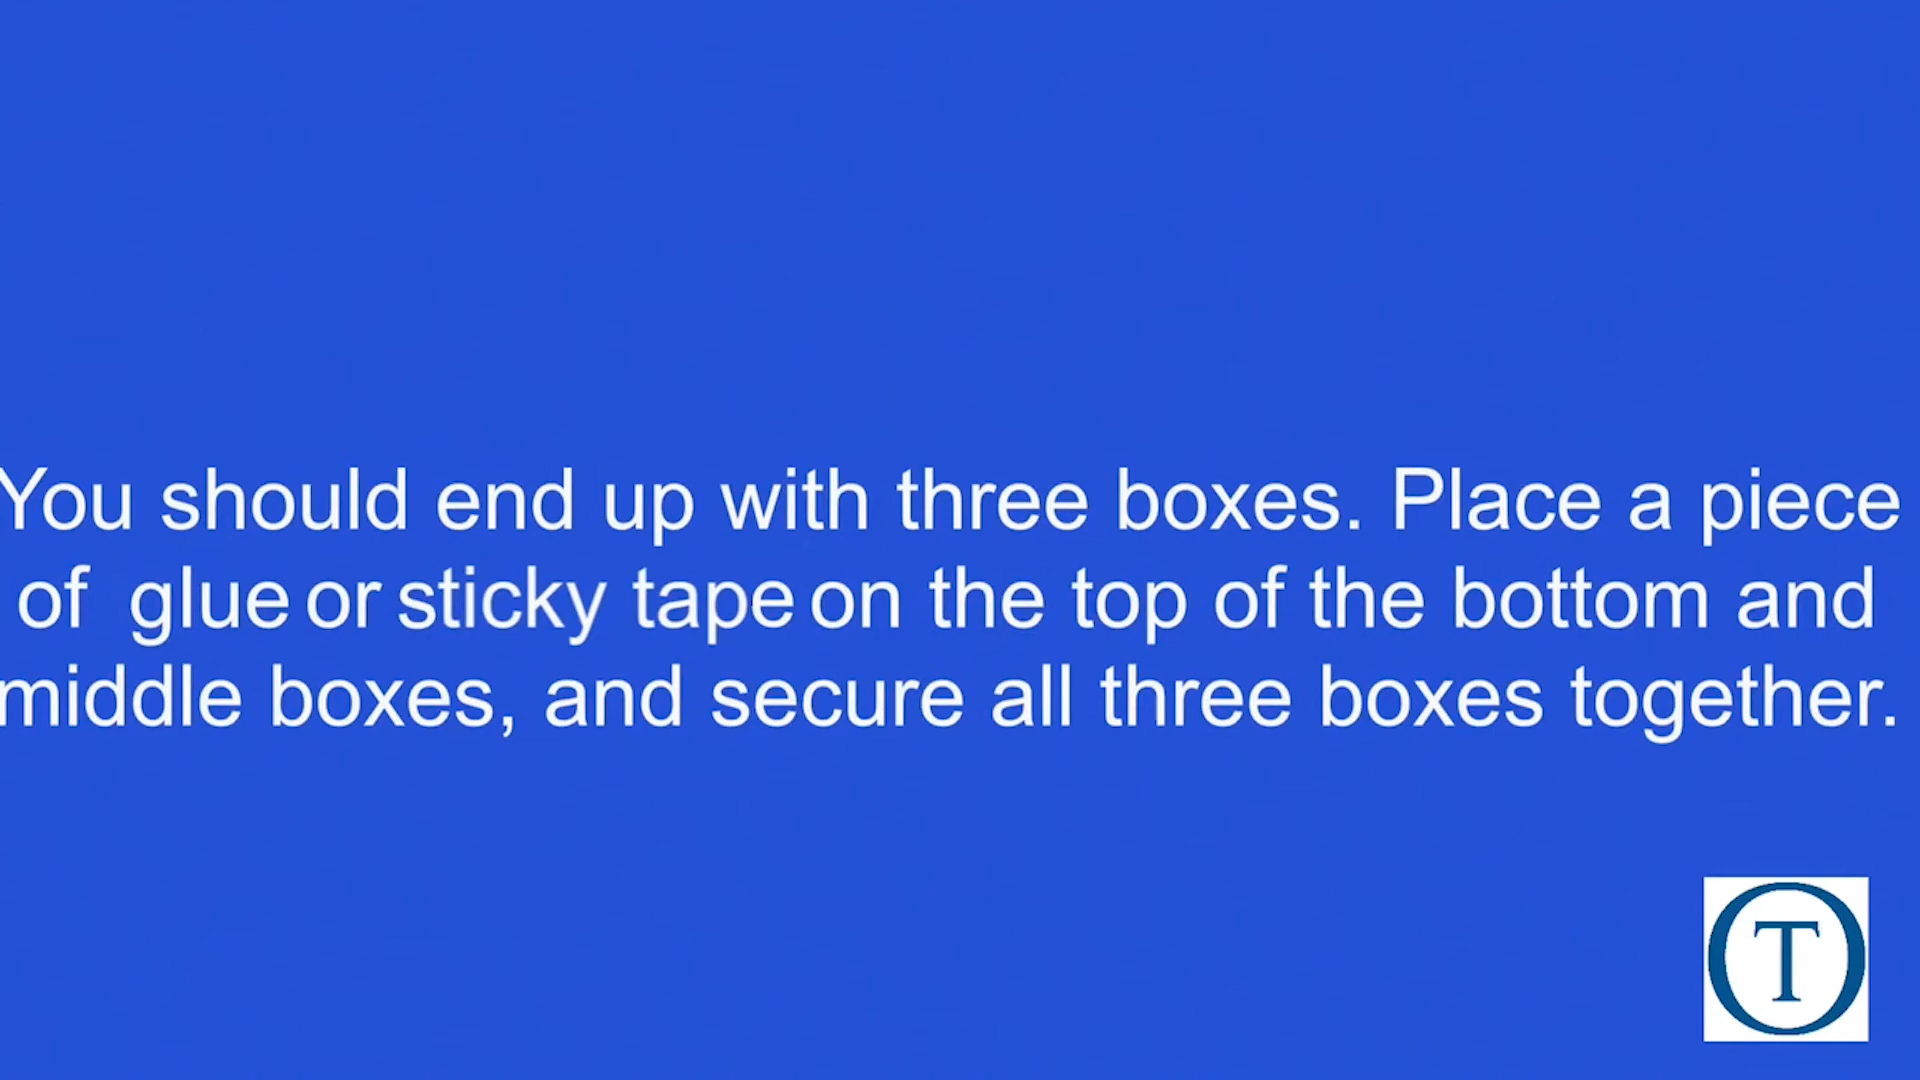 You should end up with three boxes. Place a piece
of glue or sticky tape on the top of the bottom and
middle boxes, and secure all three boxes together.
OT